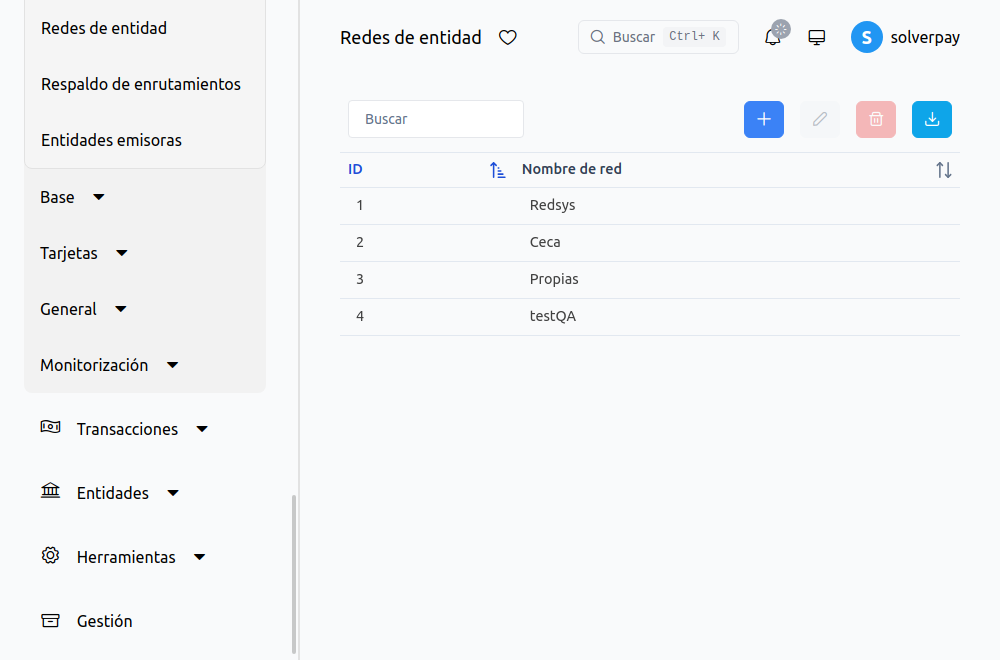 Redes de entidad
Respaldo de enrutamientos
Entidades emisoras
Base
Tarjetas
General
Monitorización
Transacciones
Entidades
Herramientas
Gestión
Redes de entidad
Buscar Ctrl+ K
S solverpay
Buscar
ID Nombre de red
1 Redsys
2 Ceca
3 Propias
4 testQA